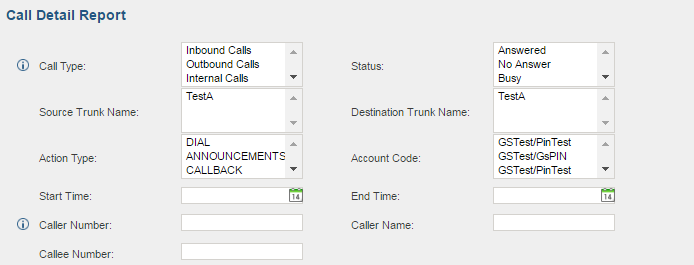 Call Detail Report
Call Type: Inbound Calls Outbound Calls Internal Calls Status: Answered No Answer Busy
Source Trunk Name: TestA Destination Trunk Name: TestA
Action Type: DIAL ANNOUNCEMENTS CALLBACK Account Code: GSTest/PinTest GSTest/GsPIN GSTest/PinTest
Start Time: 14 End Time: 14
Caller Number: Caller Name:
Callee Number: